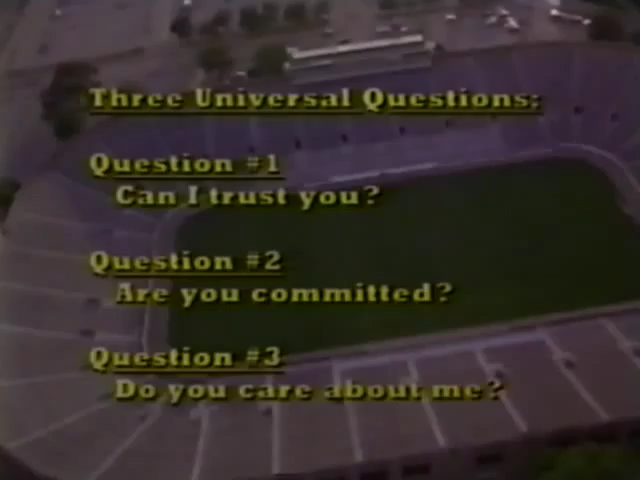 Three Universal Questions:
Question #1
Can I trust you?
Question #2
Are you committed?
Question #3
Do you care about me?